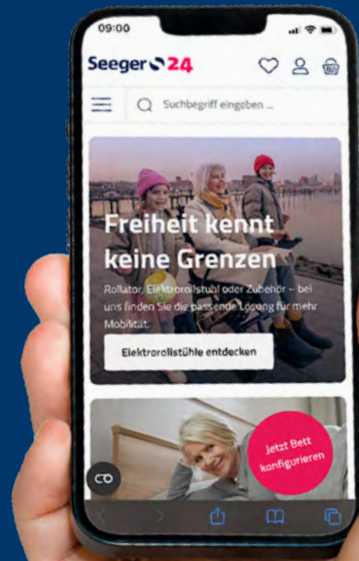 09:00
Seeger 24
Suchbegriff eingeben ...
Freiheit kennt
keine Grenzen
Rollator, Elektrorollstuhl oder Zubehör – bei
uns finden Sie die passende Lösung für mehr
Mobilität.
Elektrorollstühle entdecken
Jetzt Bett
konfigurieren